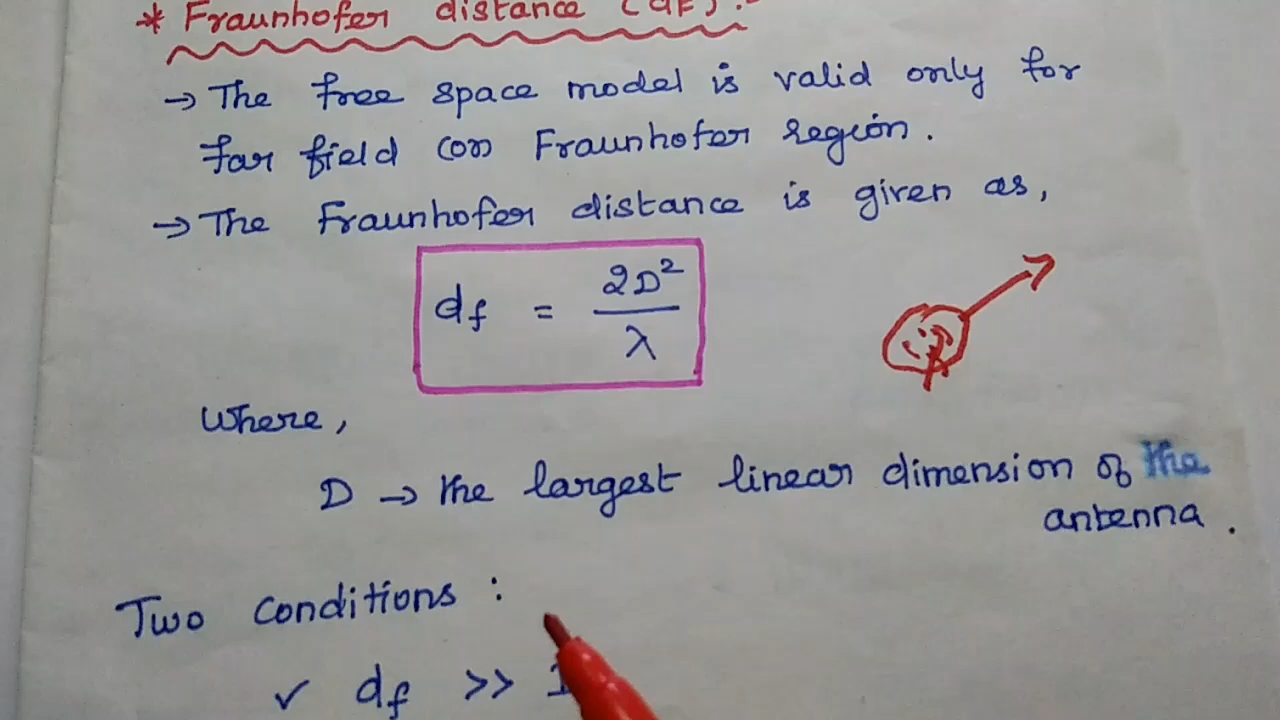 * Fraunhofer distance (dF) :-
→ The free space model is valid only for
far field (or) Fraunhofer region.
→ The Fraunhofer distance is given as,
df = 2D²/λ
Where,
D → the largest linear dimension of the
antenna.
Two conditions :
✓ df >>